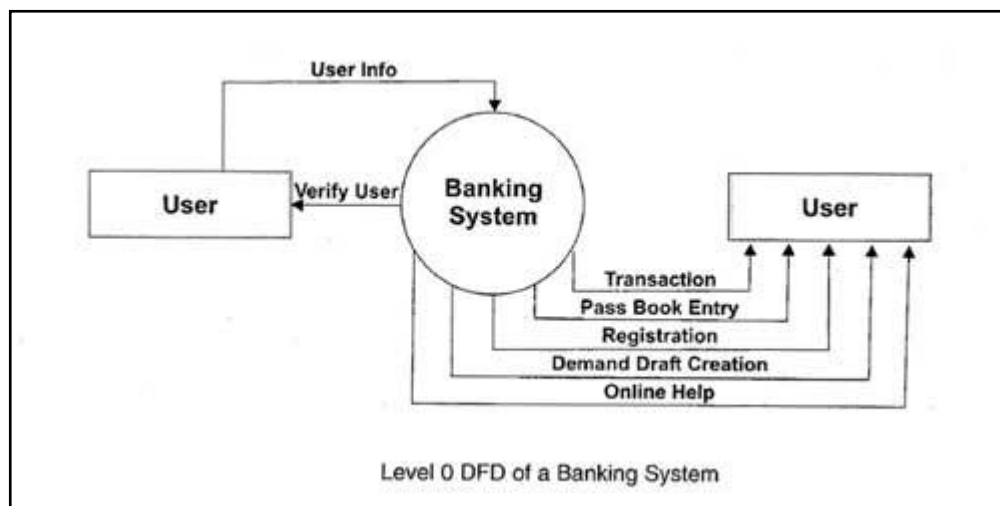 User Info
User
Verify User
Banking
System
User
Transaction
Pass Book Entry
Registration
Demand Draft Creation
Online Help
Level 0 DFD of a Banking System